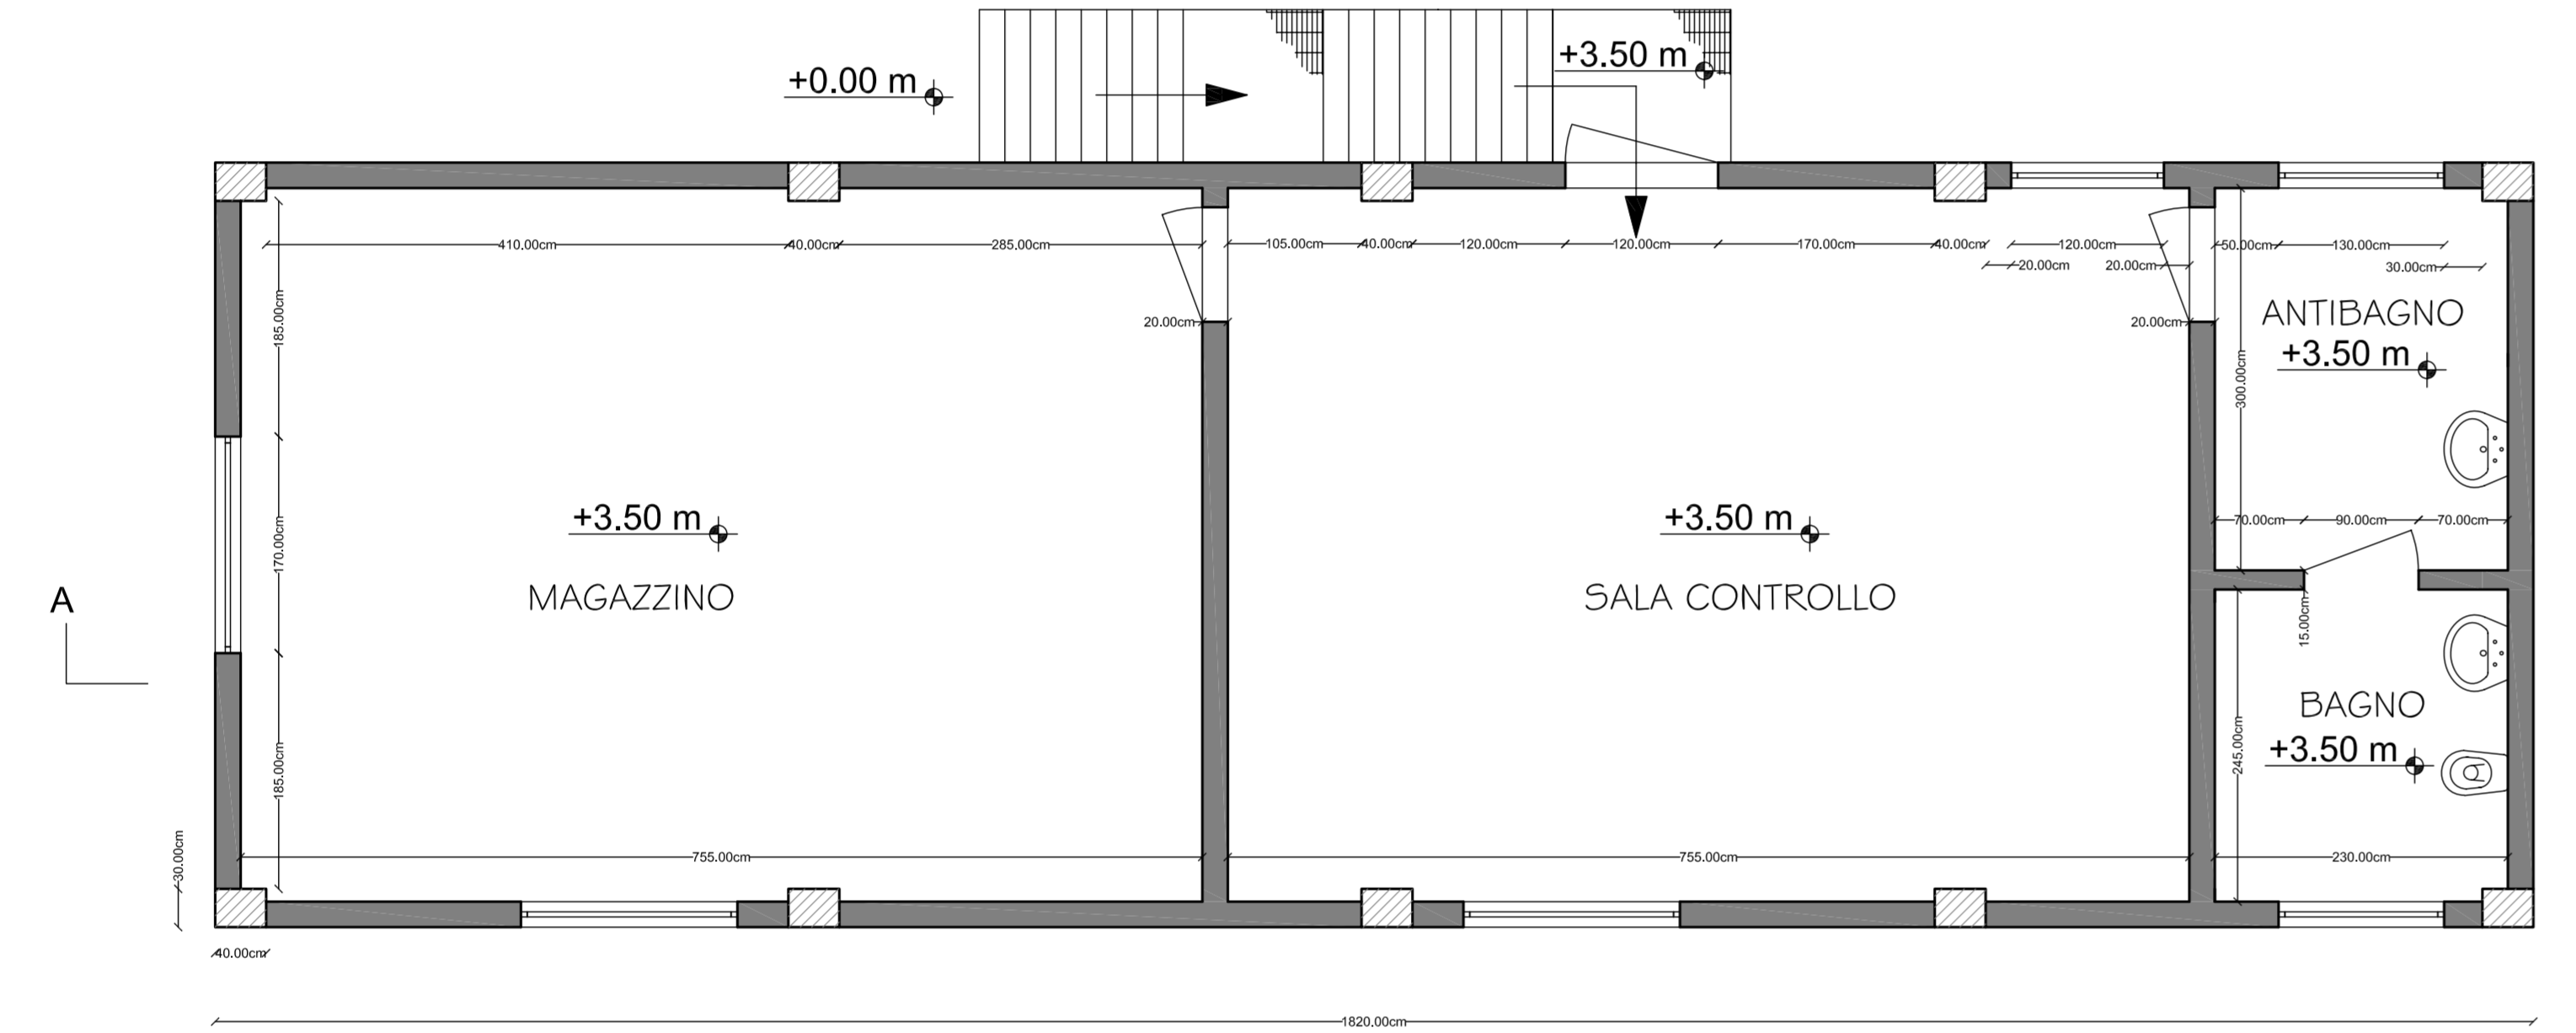 +0.00 m
+3.50 m
410.00cm
40.00cm
285.00cm
105.00cm
40.00cm
120.00cm
120.00cm
170.00cm
40.00cm
120.00cm
50.00cm
130.00cm
20.00cm
20.00cm
30.00cm
185.00cm
20.00cm
20.00cm
ANTIBAGNO
+3.50 m
300.00cm
+3.50 m
+3.50 m
70.00cm
90.00cm
70.00cm
170.00cm
A
MAGAZZINO
SALA CONTROLLO
15.00cm
BAGNO
+3.50 m
245.00cm
185.00cm
30.00cm
755.00cm
755.00cm
230.00cm
40.00cm
1820.00cm